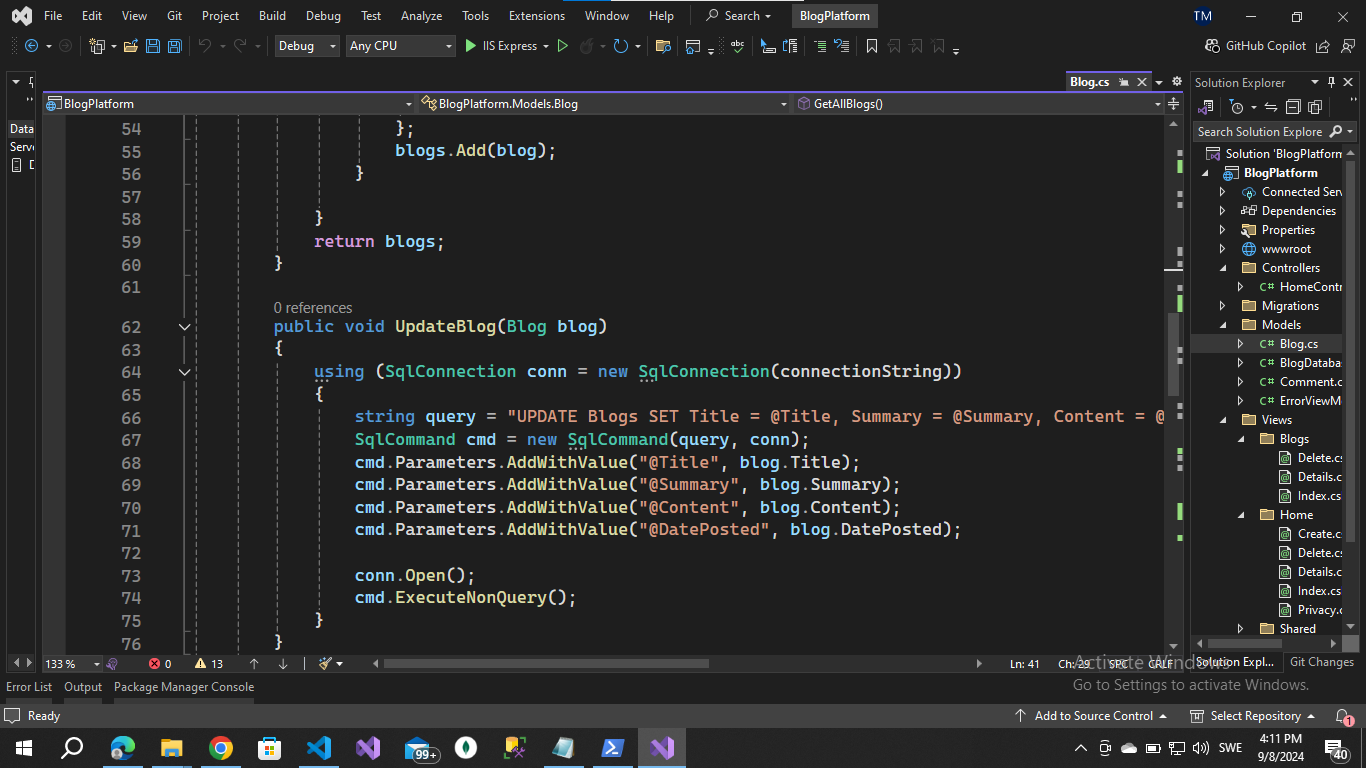 File Edit View Git Project Build Debug Test Analyze Tools Extensions Window Help Search BlogPlatform TM
Debug Any CPU IIS Express GitHub Copilot
Blog.cs
BlogPlatform BlogPlatform.Models.Blog GetAllBlogs()
Data
Serv
54 };
55 blogs.Add(blog);
56 }
57
58 }
59 return blogs;
60 }
61
0 references
62 public void UpdateBlog(Blog blog)
63 {
64 using (SqlConnection conn = new SqlConnection(connectionString))
65 {
66 string query = "UPDATE Blogs SET Title = @Title, Summary = @Summary, Content = @
67 SqlCommand cmd = new SqlCommand(query, conn);
68 cmd.Parameters.AddWithValue("@Title", blog.Title);
69 cmd.Parameters.AddWithValue("@Summary", blog.Summary);
70 cmd.Parameters.AddWithValue("@Content", blog.Content);
71 cmd.Parameters.AddWithValue("@DatePosted", blog.DatePosted);
72
73 conn.Open();
74 cmd.ExecuteNonQuery();
75 }
76 }
133 % 0 13 Ln: 41 Ch: 29 SPC CRLF
Solution Explorer
Search Solution Explore
Solution 'BlogPlatform
BlogPlatform
Connected Serv
Dependencies
Properties
wwwroot
Controllers
C# HomeContr
Migrations
Models
C# Blog.cs
C# BlogDatabas
C# Comment.c
C# ErrorViewM
Views
Blogs
Delete.cs
Details.c
Index.cs
Home
Create.cs
Delete.cs
Details.c
Index.cs
Privacy.c
Shared
Solution Expl... Git Changes
Activate Windows
Go to Settings to activate Windows.
Error List Output Package Manager Console
Ready Add to Source Control Select Repository 1
99+ SWE 4:11 PM
9/8/2024 40